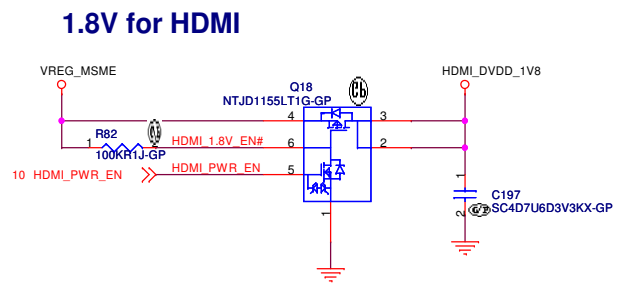 1.8V for HDMI
VREG_MSME
HDMI_DVDD_1V8
Q18
NTJD1155LT1G-GP
4
3
R82
1
100KR1J-GP
HDMI_1.8V_EN#
6
2
10 HDMI_PWR_EN
HDMI_PWR_EN
5
1
1
C197
2
SC4D7U6D3V3KX-GP